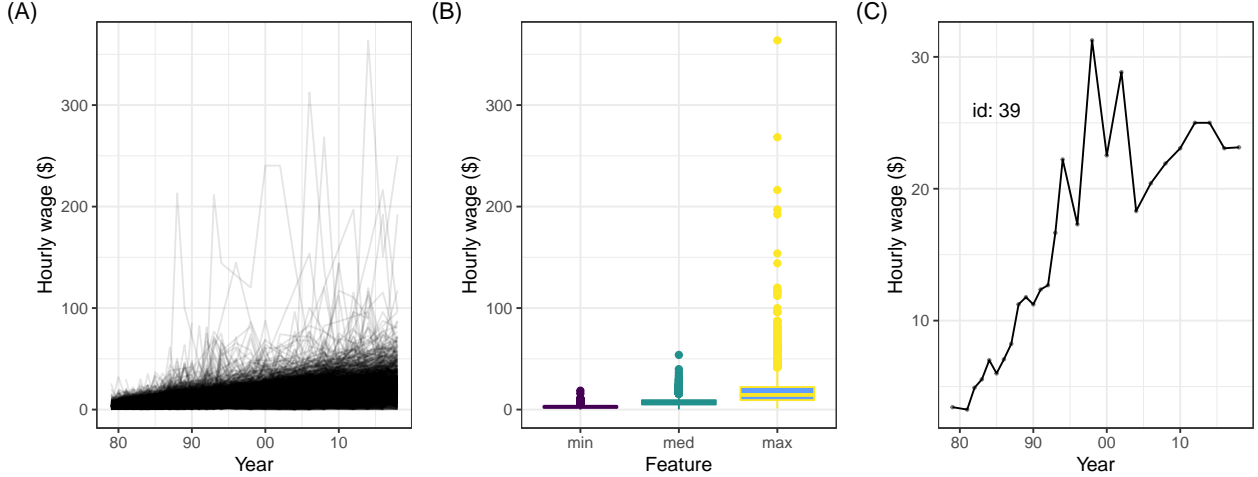 (A)
Hourly wage ($)
300
200
100
0
80 90 00 10
Year
(B)
Hourly wage ($)
300
200
100
0
min med max
Feature
(C)
Hourly wage ($)
30
20
10
id: 39
80 90 00 10
Year